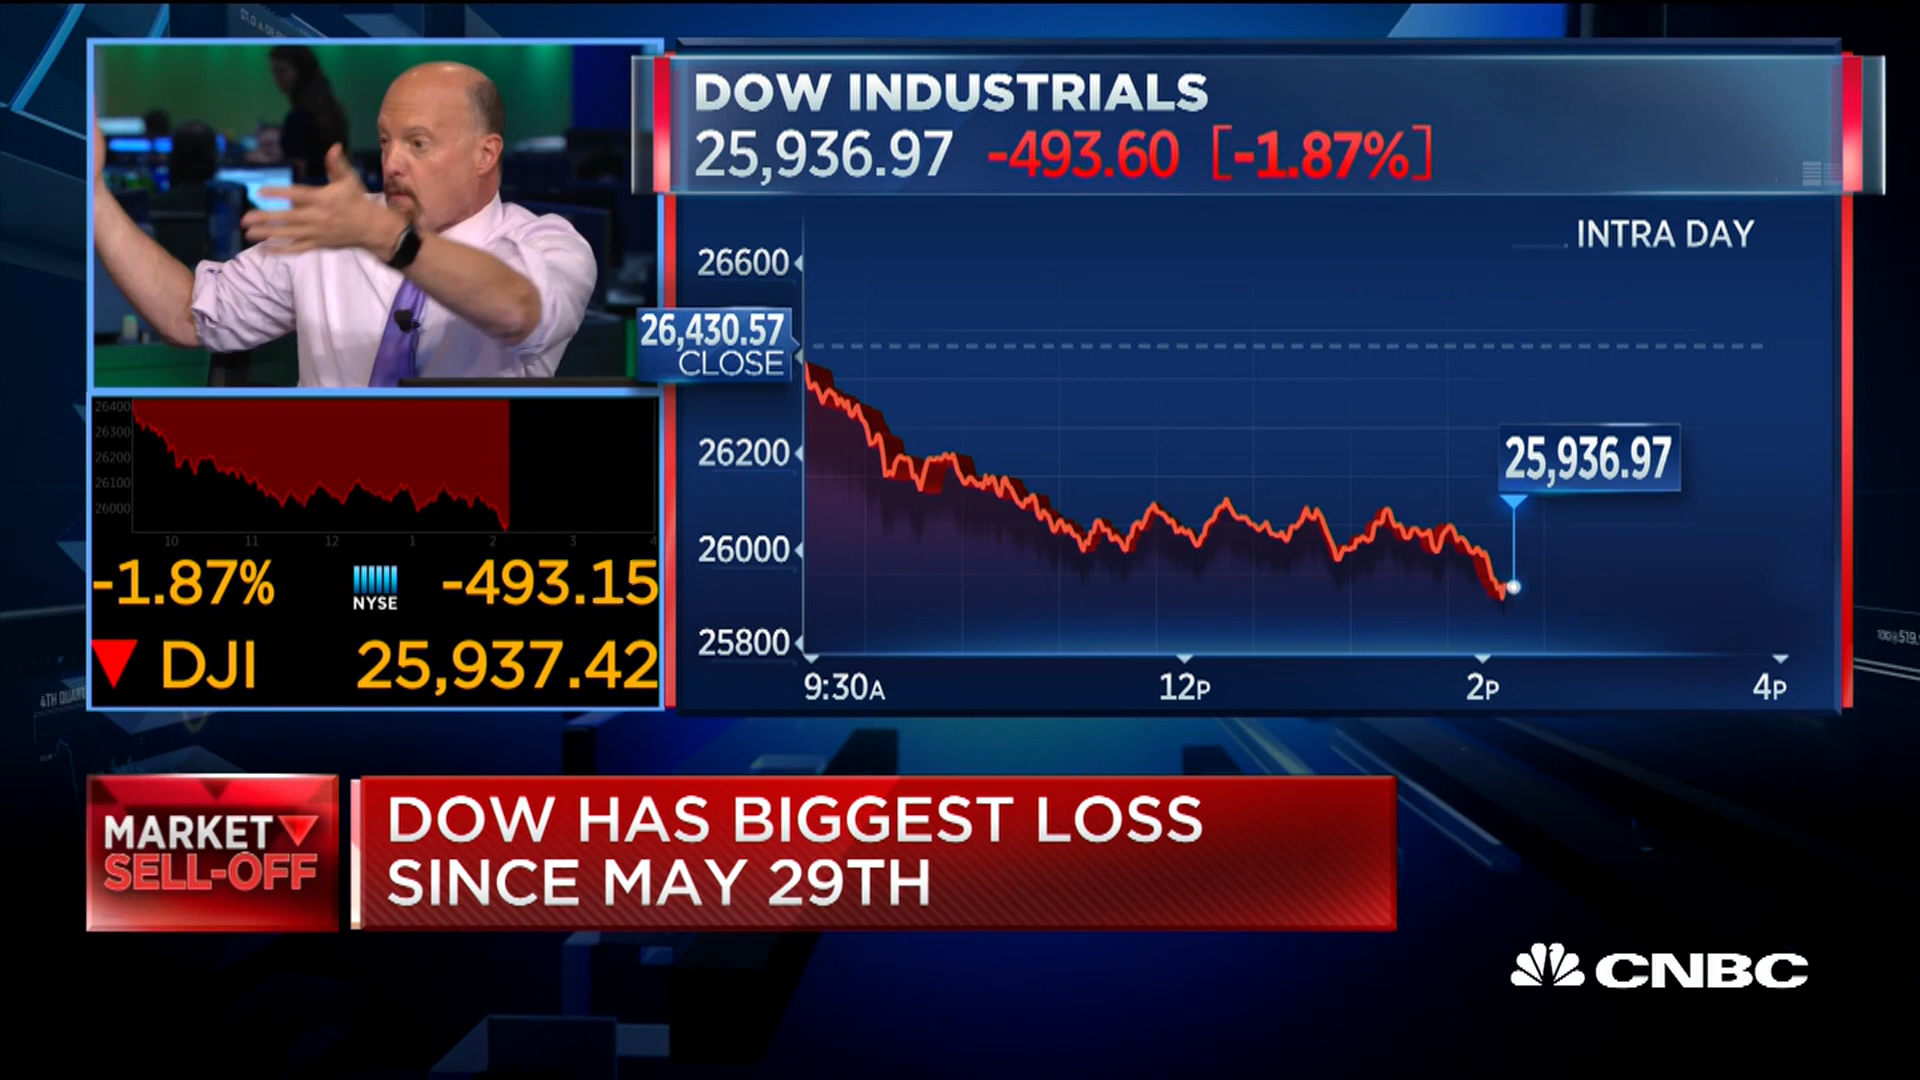 DOW INDUSTRIALS
25,936.97 -493.60 [-1.87%]
INTRA DAY
26600
26,430.57
CLOSE
26200
26000
25800
25,936.97
9:30A 12P 2P 4P
26400
26300
26200
26100
26000
10 11 12 1 2 3 4
-1.87% NYSE -493.15
DJI 25,937.42
MARKET
SELL-OFF
DOW HAS BIGGEST LOSS
SINCE MAY 29TH
CNBC